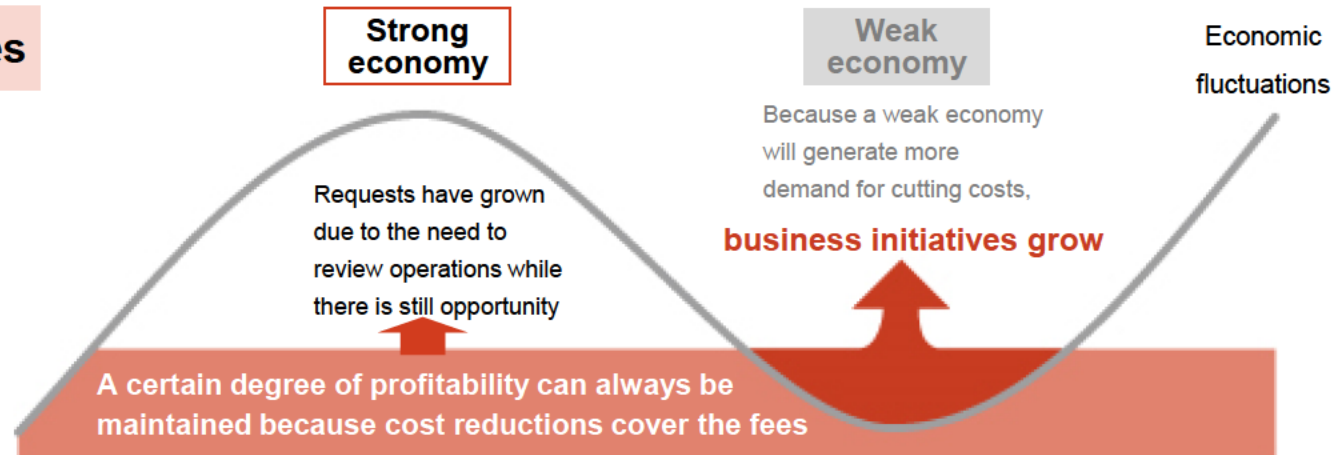 es
Strong
economy
Weak
economy
Economic
fluctuations
Because a weak economy
will generate more
demand for cutting costs,
business initiatives grow
Requests have grown
due to the need to
review operations while
there is still opportunity
A certain degree of profitability can always be
maintained because cost reductions cover the fees